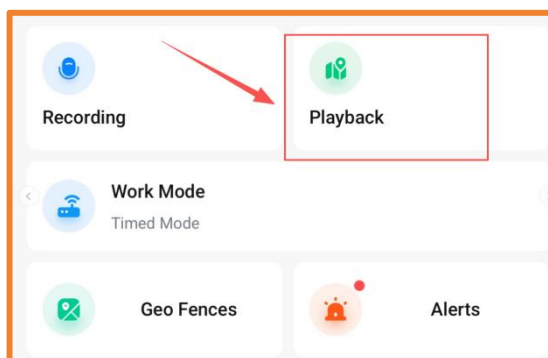 Recording
Playback
Work Mode
Timed Mode
Geo Fences
Alerts